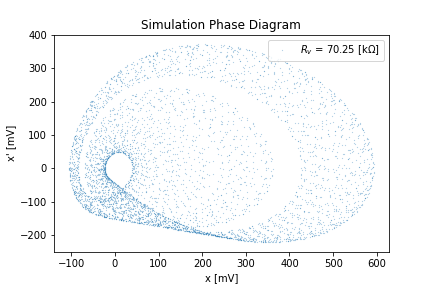 Simulation Phase Diagram
R_v = 70.25 [kΩ]
400
300
200
100
0
−100
−200
x' [mV]
−100 0 100 200 300 400 500 600
x [mV]